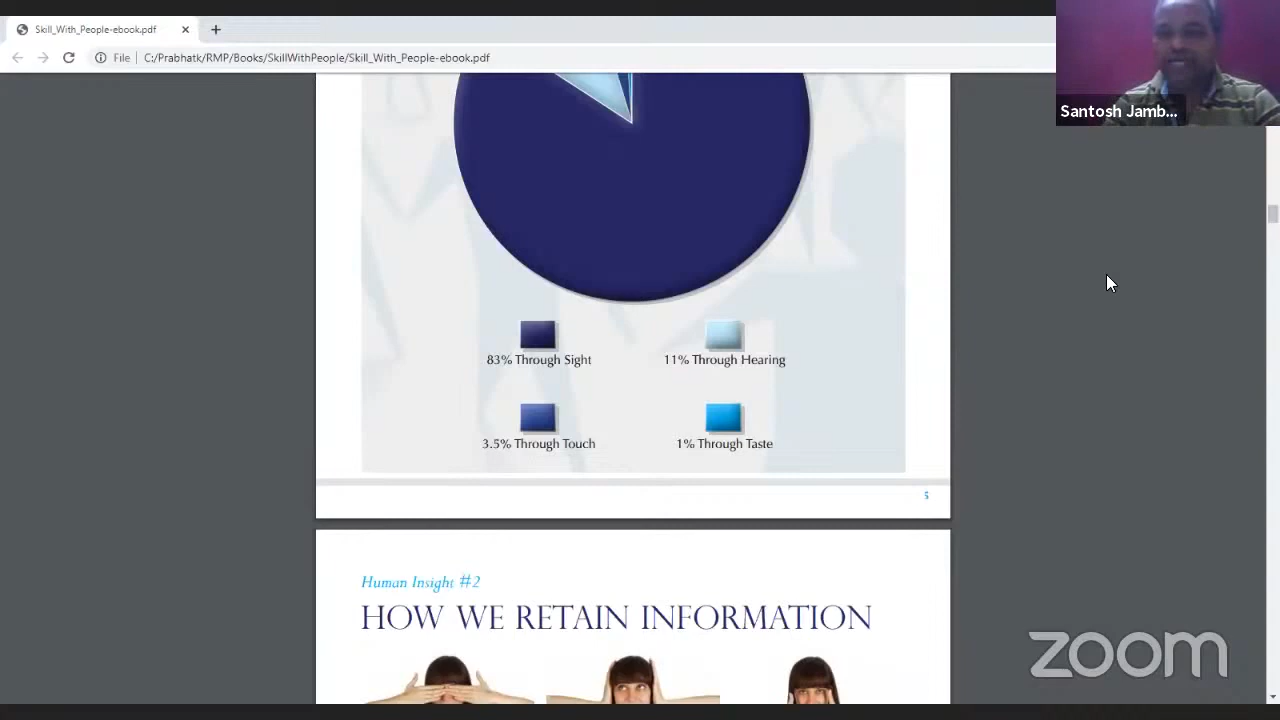 Skill_With_People-ebook.pdf
File C:/Prabhatk/RMP/Books/SkillWithPeople/Skill_With_People-ebook.pdf
Santosh Jamb...
83% Through Sight
11% Through Hearing
3.5% Through Touch
1% Through Taste
5
Human Insight #2
HOW WE RETAIN INFORMATION
zoom